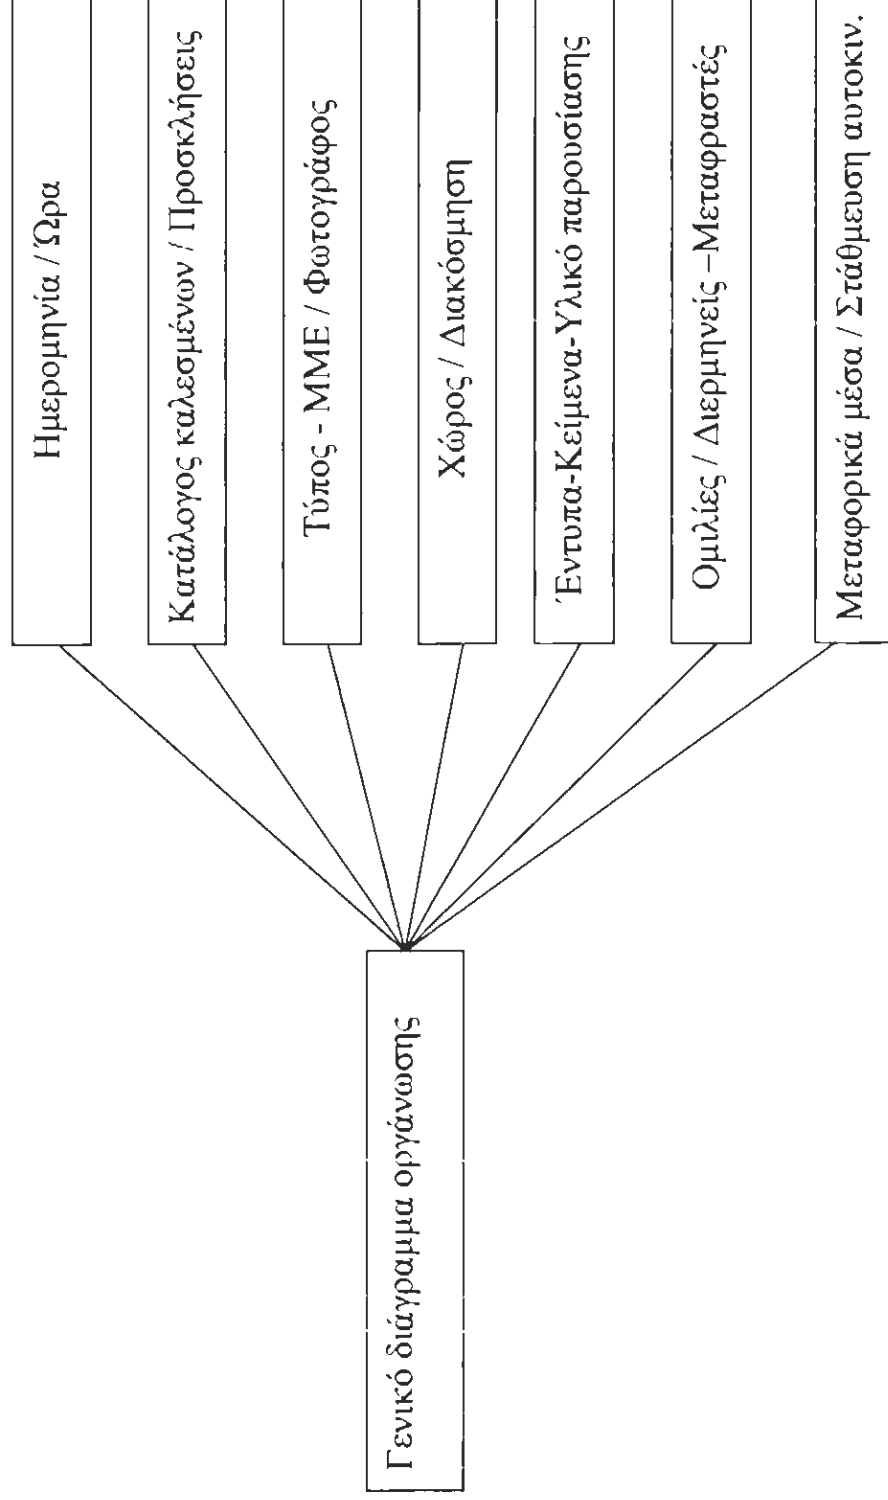 Γενικό διάγραμμα οργάνωσης
Ημερομηνία / Ώρα
Κατάλογος καλεσμένων / Προσκλήσεις
Τύπος - ΜΜΕ / Φωτογράφος
Χώρος / Διακόσμηση
Έντυπα-Κείμενα-Υλικό παρουσίασης
Ομιλίες / Διερμηνείς –Μεταφραστές
Μεταφορικά μέσα / Στάθμευση αυτοκιν.